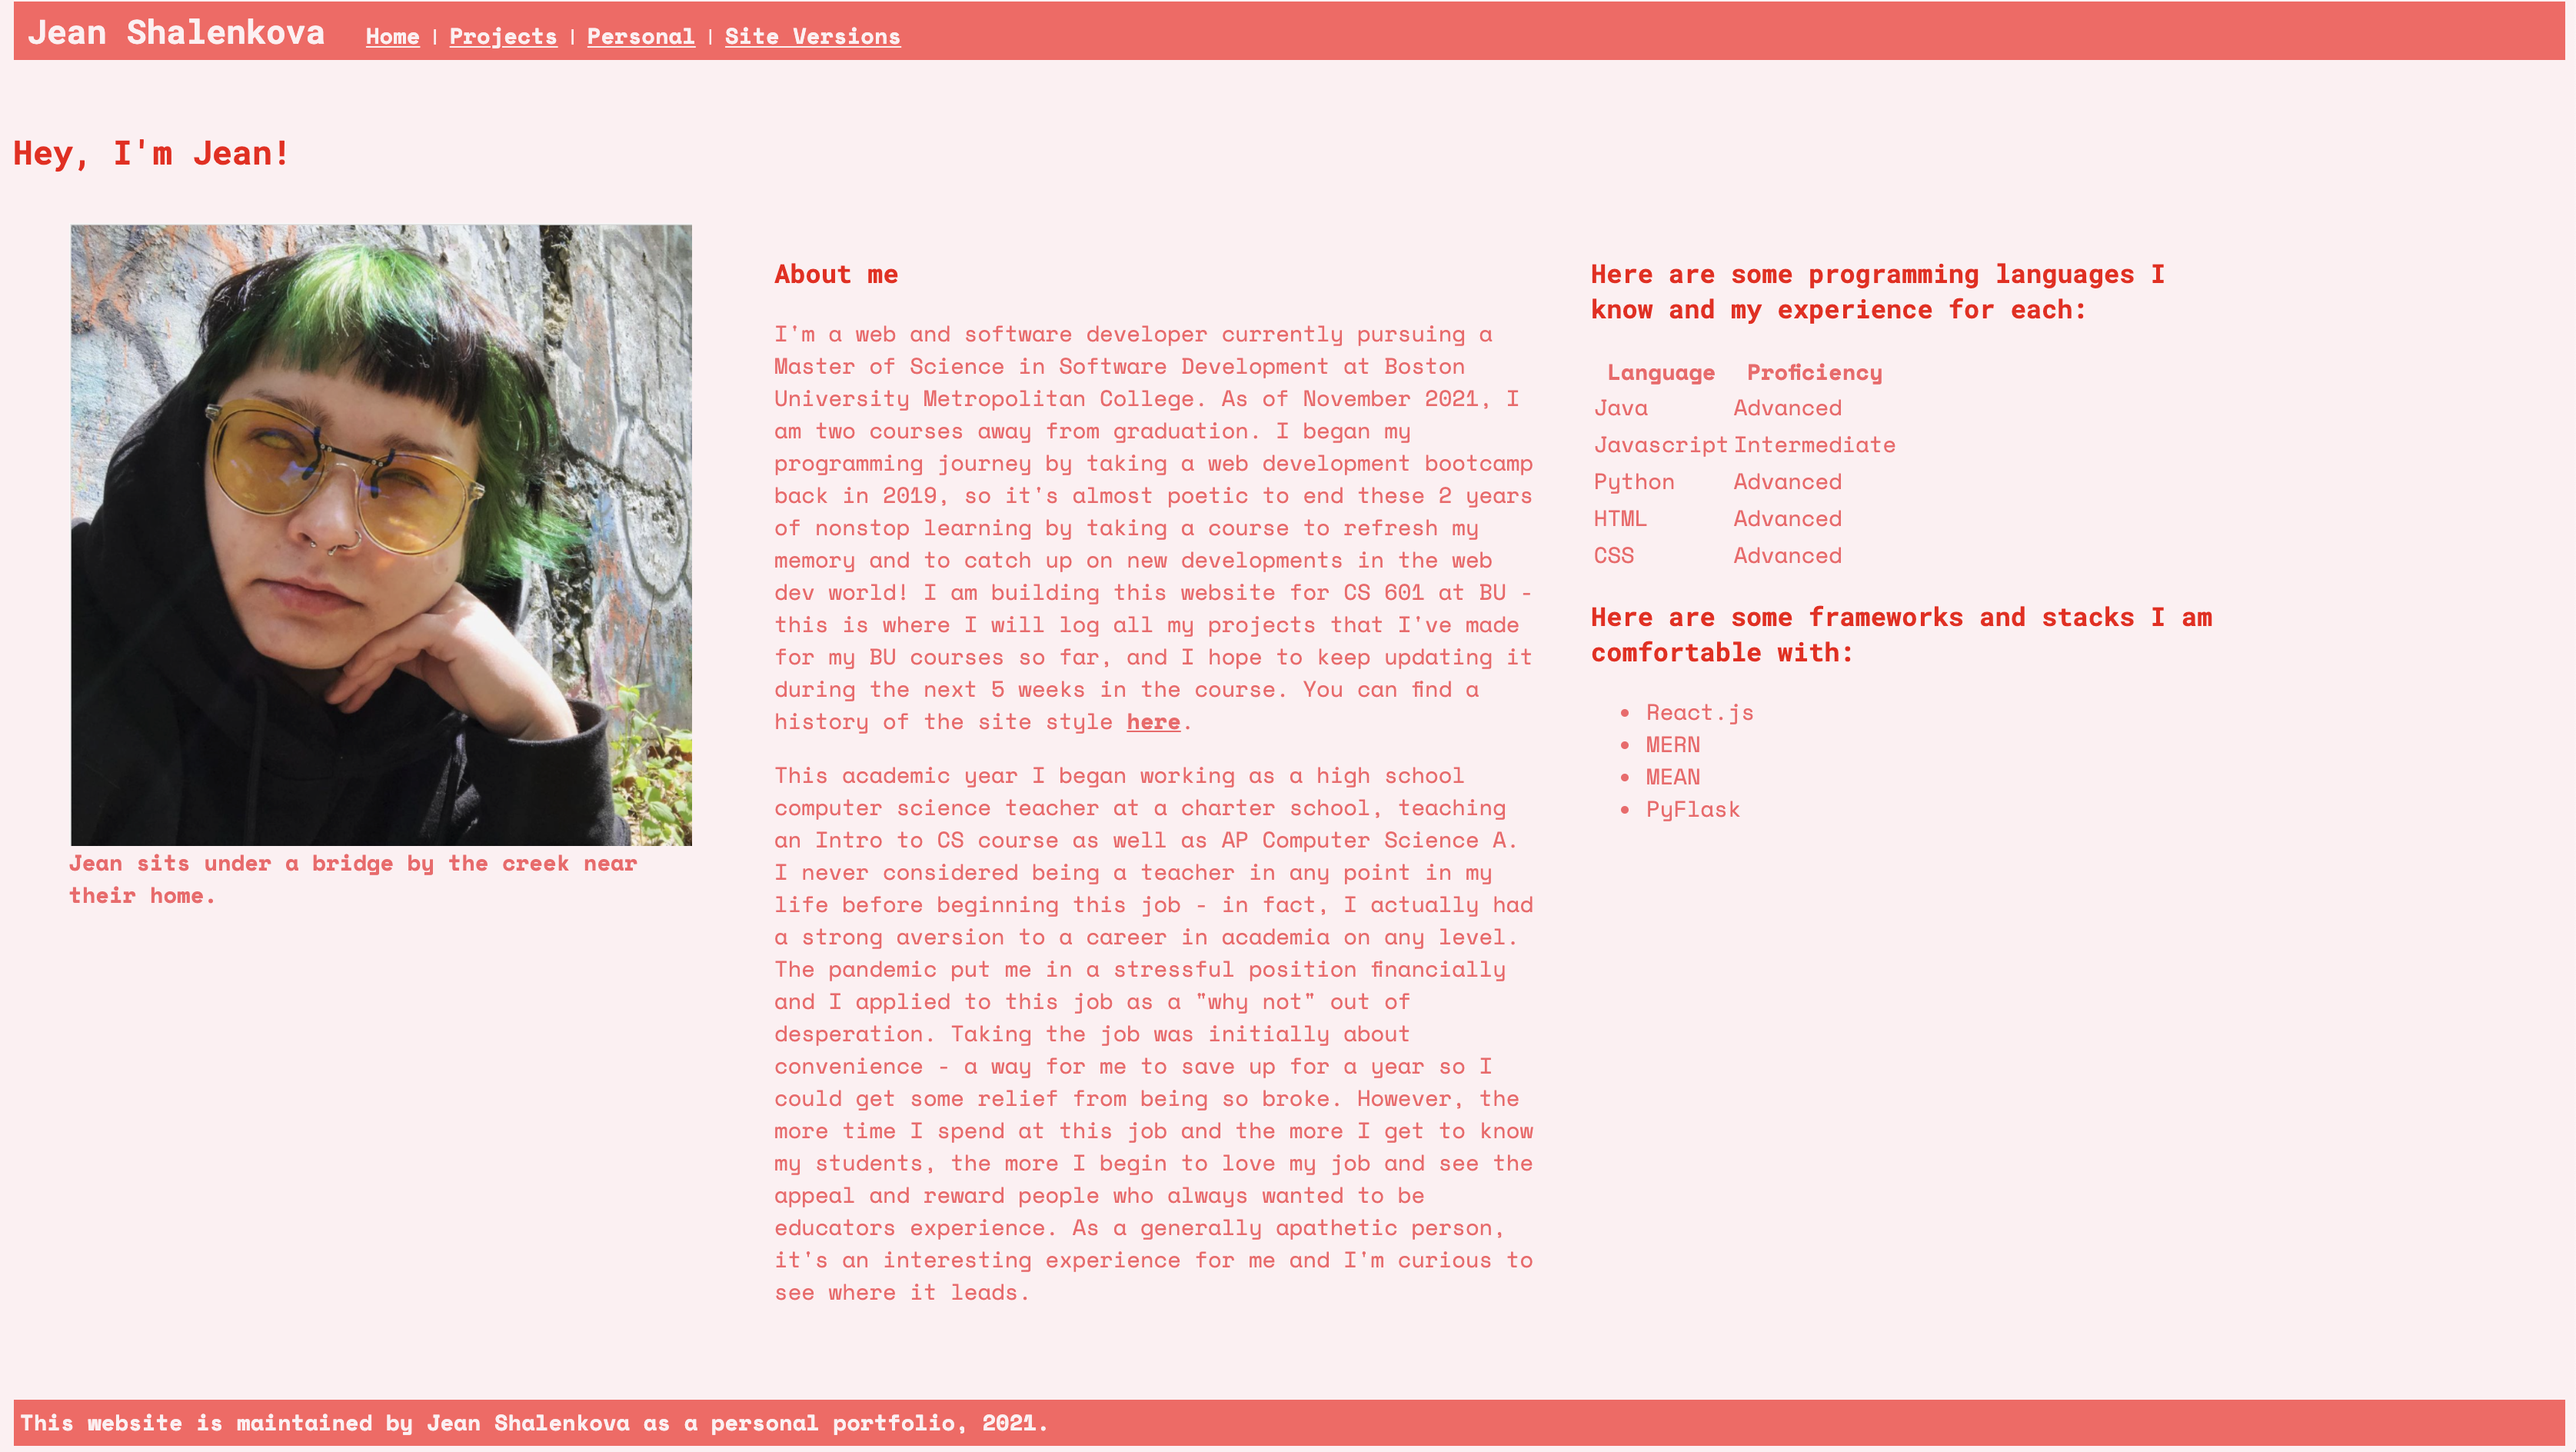 Jean Shalenkova Home | Projects | Personal | Site Versions
Hey, I'm Jean!
Jean sits under a bridge by the creek near
their home.
About me
I'm a web and software developer currently pursuing a
Master of Science in Software Development at Boston
University Metropolitan College. As of November 2021, I
am two courses away from graduation. I began my
programming journey by taking a web development bootcamp
back in 2019, so it's almost poetic to end these 2 years
of nonstop learning by taking a course to refresh my
memory and to catch up on new developments in the web
dev world! I am building this website for CS 601 at BU -
this is where I will log all my projects that I've made
for my BU courses so far, and I hope to keep updating it
during the next 5 weeks in the course. You can find a
history of the site style here.
This academic year I began working as a high school
computer science teacher at a charter school, teaching
an Intro to CS course as well as AP Computer Science A.
I never considered being a teacher in any point in my
life before beginning this job - in fact, I actually had
a strong aversion to a career in academia on any level.
The pandemic put me in a stressful position financially
and I applied to this job as a "why not" out of
desperation. Taking the job was initially about
convenience - a way for me to save up for a year so I
could get some relief from being so broke. However, the
more time I spend at this job and the more I get to know
my students, the more I begin to love my job and see the
appeal and reward people who always wanted to be
educators experience. As a generally apathetic person,
it's an interesting experience for me and I'm curious to
see where it leads.
Here are some programming languages I
know and my experience for each:
Language Proficiency
Java Advanced
Javascript Intermediate
Python Advanced
HTML Advanced
CSS Advanced
Here are some frameworks and stacks I am
comfortable with:
• React.js
• MERN
• MEAN
• PyFlask
This website is maintained by Jean Shalenkova as a personal portfolio, 2021.